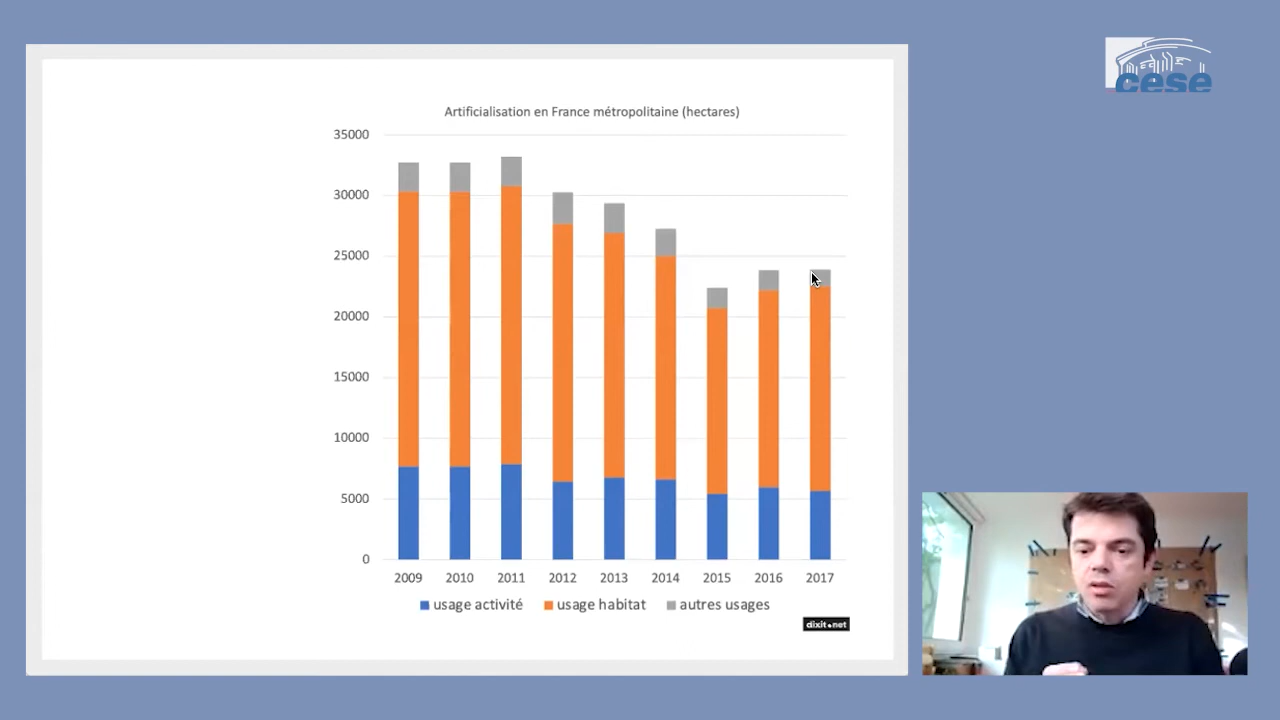 cese
Artificialisation en France métropolitaine (hectares)
35000
30000
25000
20000
15000
10000
5000
0
2009 2010 2011 2012 2013 2014 2015 2016 2017
usage activité usage habitat autres usages
dixit.net